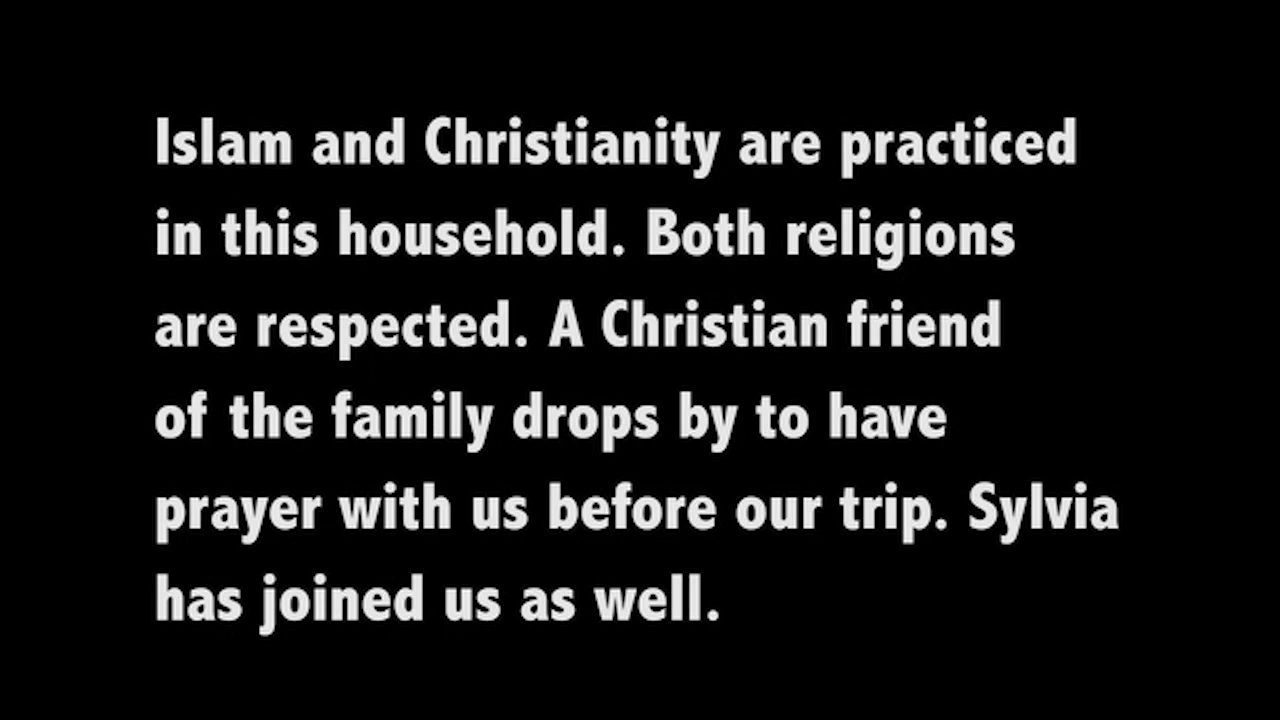 Islam and Christianity are practiced
in this household. Both religions
are respected. A Christian friend
of the family drops by to have
prayer with us before our trip. Sylvia
has joined us as well.